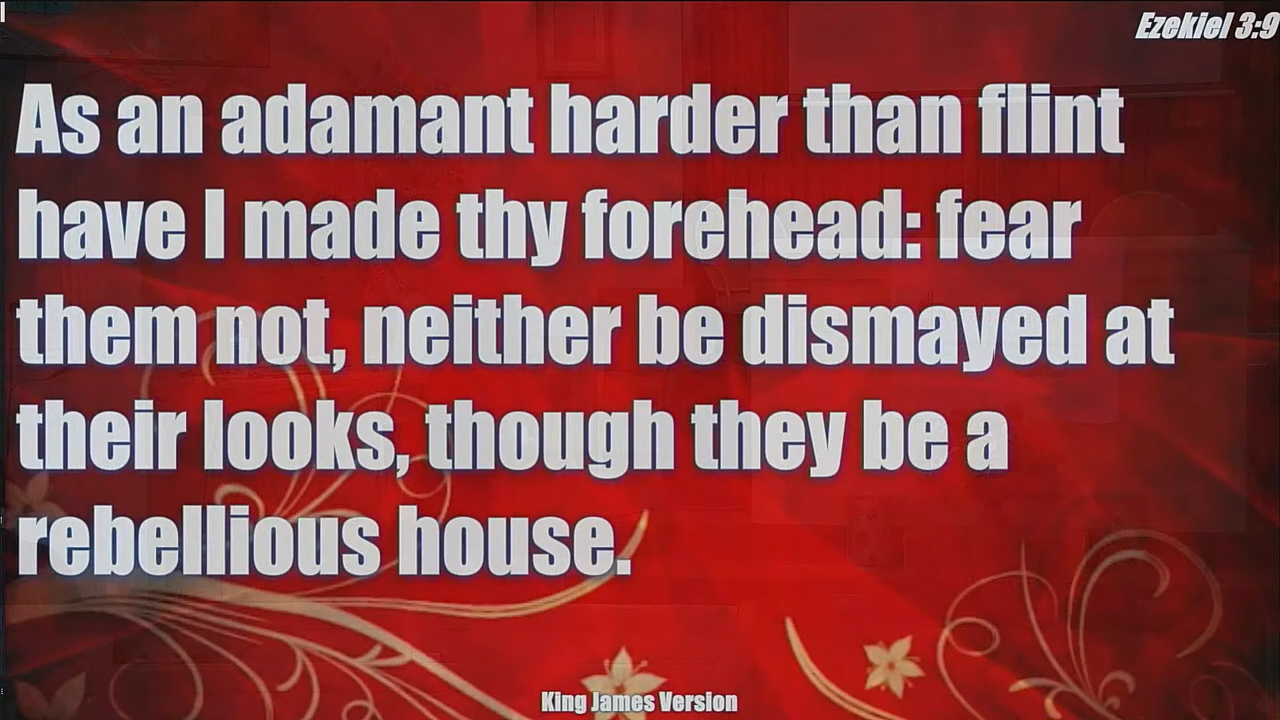 Ezekiel 3:9
As an adamant harder than flint
have I made thy forehead: fear
them not, neither be dismayed at
their looks, though they be a
rebellious house.
King James Version